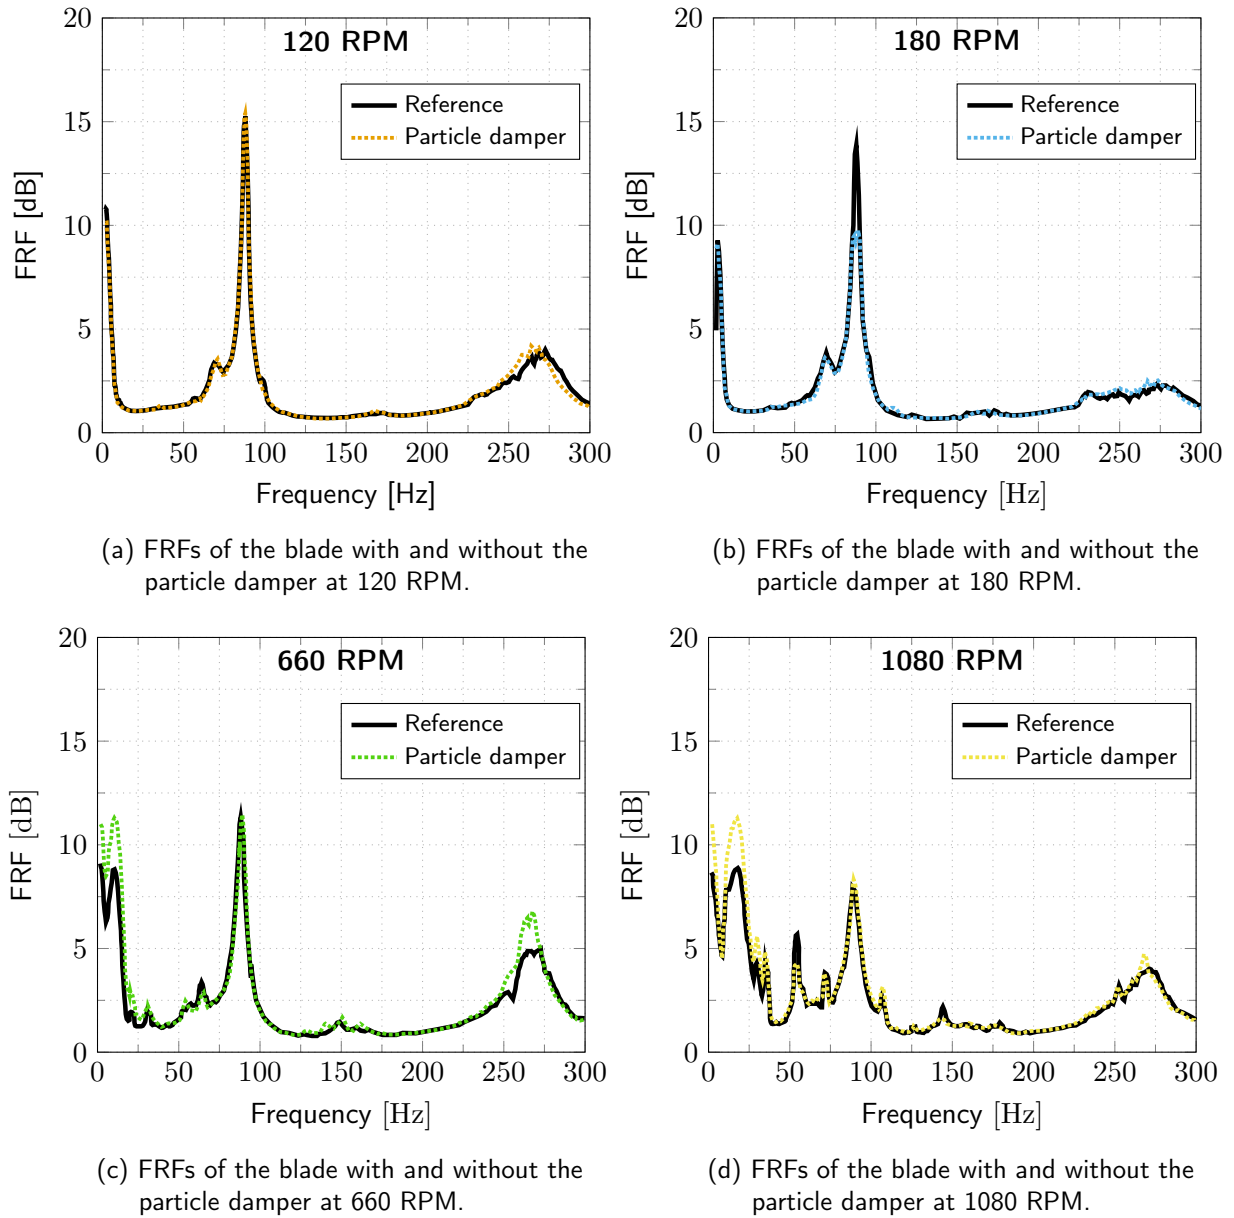 120 RPM
Reference
Particle damper
20
15
10
5
0
0 50 100 150 200 250 300
FRF [dB]
Frequency [Hz]
(a) FRFs of the blade with and without the
particle damper at 120 RPM.
180 RPM
Reference
Particle damper
20
15
10
5
0
0 50 100 150 200 250 300
FRF [dB]
Frequency [Hz]
(b) FRFs of the blade with and without the
particle damper at 180 RPM.
660 RPM
Reference
Particle damper
20
15
10
5
0
0 50 100 150 200 250 300
FRF [dB]
Frequency [Hz]
(c) FRFs of the blade with and without the
particle damper at 660 RPM.
1080 RPM
Reference
Particle damper
20
15
10
5
0
0 50 100 150 200 250 300
FRF [dB]
Frequency [Hz]
(d) FRFs of the blade with and without the
particle damper at 1080 RPM.